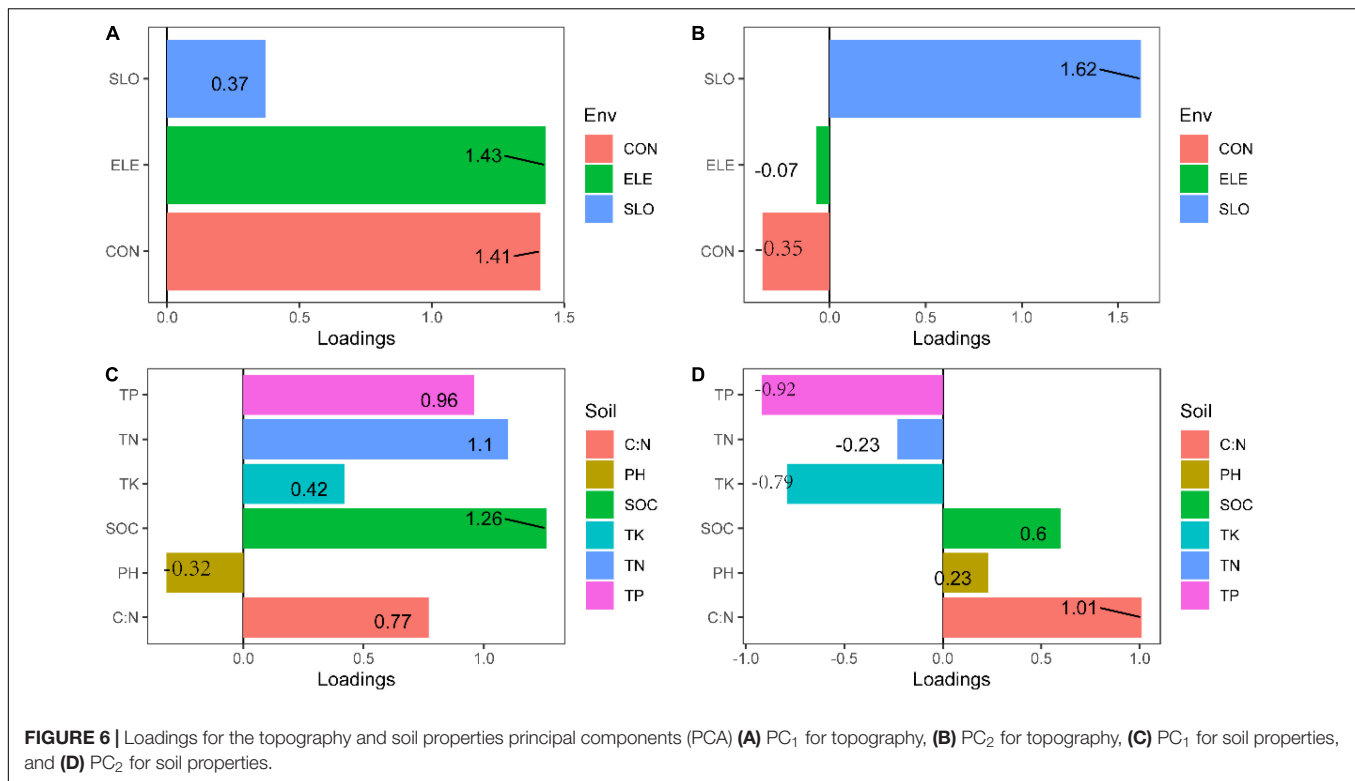 A
SLO
ELE
CON
0.37
1.43
1.41
0.0 0.5 1.0 1.5
Loadings
Env
CON
ELE
SLO
B
SLO
ELE
CON
1.62
-0.07
-0.35
0.0 0.5 1.0 1.5
Loadings
Env
CON
ELE
SLO
C
TP
TN
TK
SOC
PH
C:N
0.96
1.1
0.42
1.26
-0.32
0.77
0.0 0.5 1.0
Loadings
Soil
C:N
PH
SOC
TK
TN
TP
D
TP
TN
TK
SOC
PH
C:N
-0.92
-0.23
-0.79
0.6
0.23
1.01
-1.0 -0.5 0.0 0.5 1.0
Loadings
Soil
C:N
PH
SOC
TK
TN
TP
FIGURE 6 | Loadings for the topography and soil properties principal components (PCA) (A) PC₁ for topography, (B) PC₂ for topography, (C) PC₁ for soil properties,
and (D) PC₂ for soil properties.